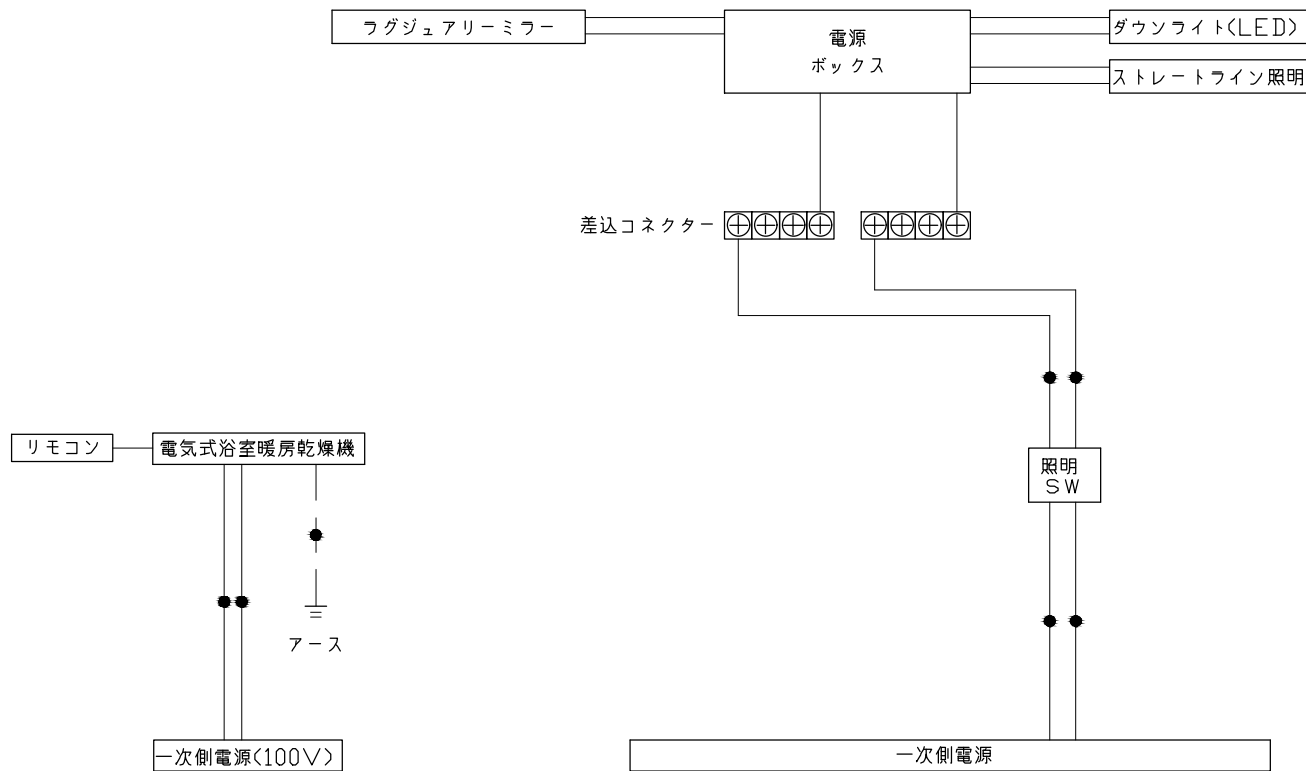 ラグジュアリーミラー
電源
ボックス
ダウンライト(LED)
ストレートライン照明
差込コネクター
リモコン
電気式浴室暖房乾燥機
照明
SW
アース
一次側電源(100V)
一次側電源